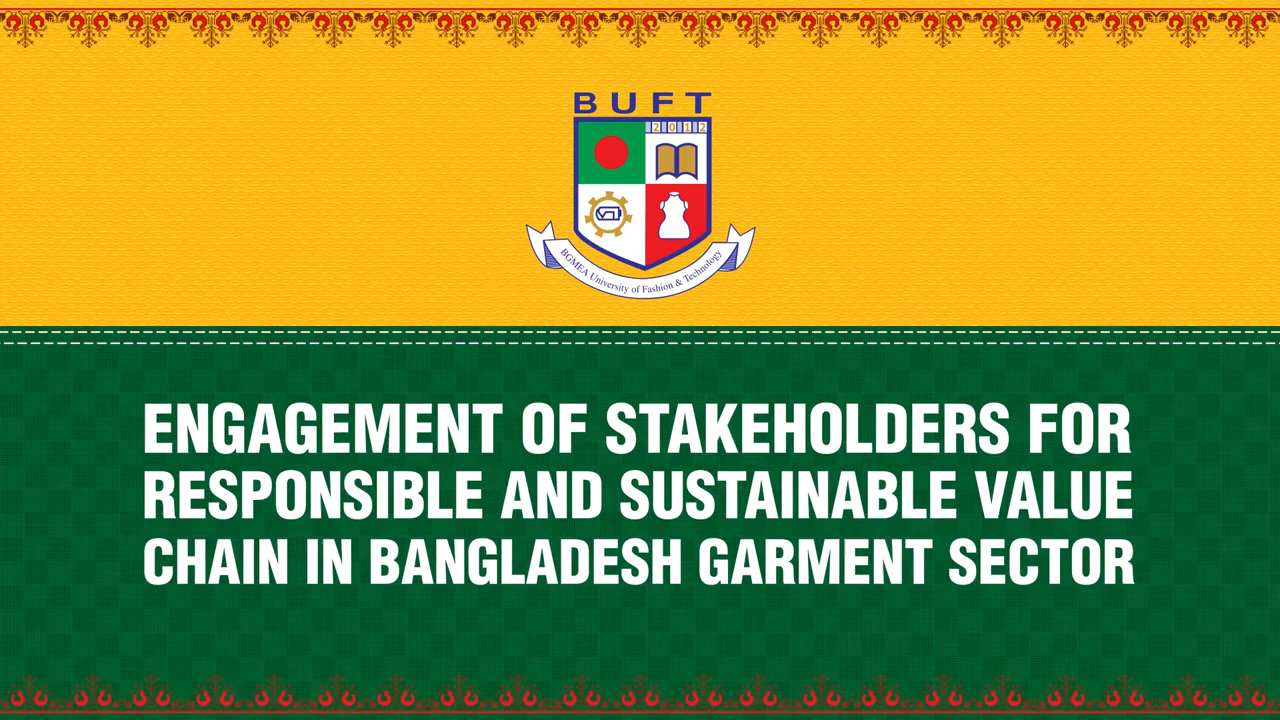 BUFT
2012
BGMEA University of Fashion & Technology
ENGAGEMENT OF STAKEHOLDERS FOR
RESPONSIBLE AND SUSTAINABLE VALUE
CHAIN IN BANGLADESH GARMENT SECTOR